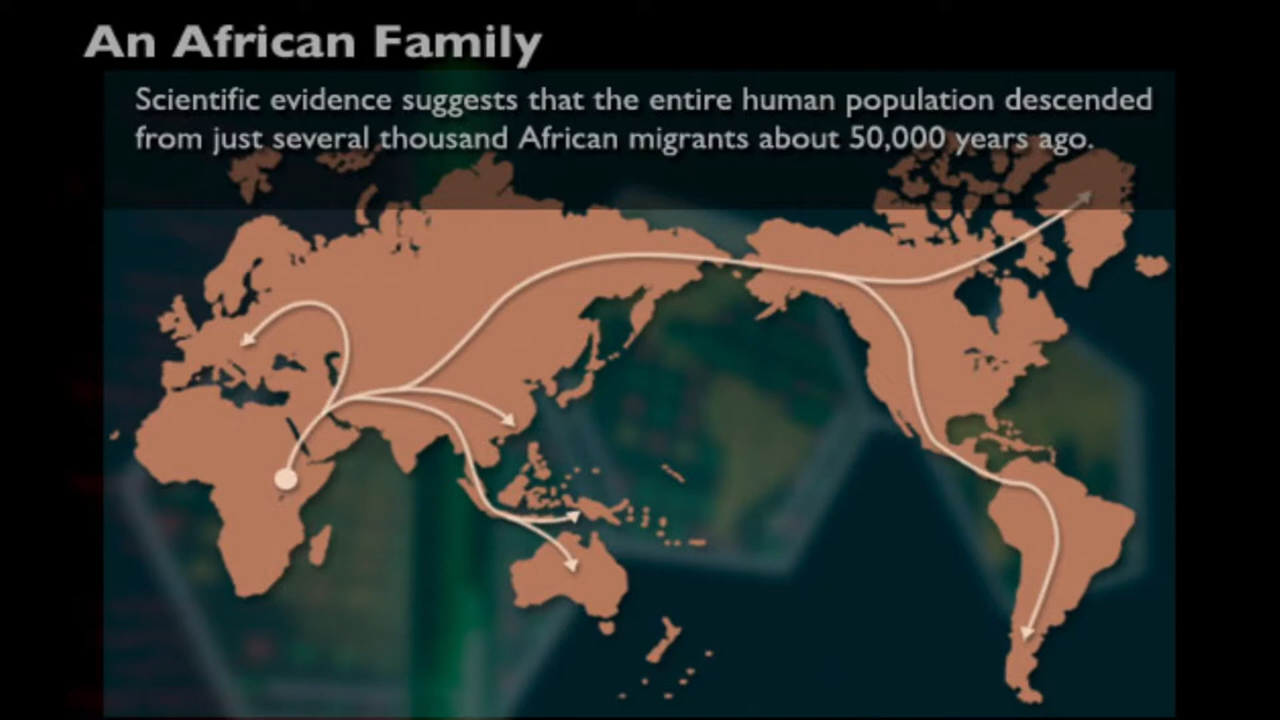 An African Family
Scientific evidence suggests that the entire human population descended
from just several thousand African migrants about 50,000 years ago.